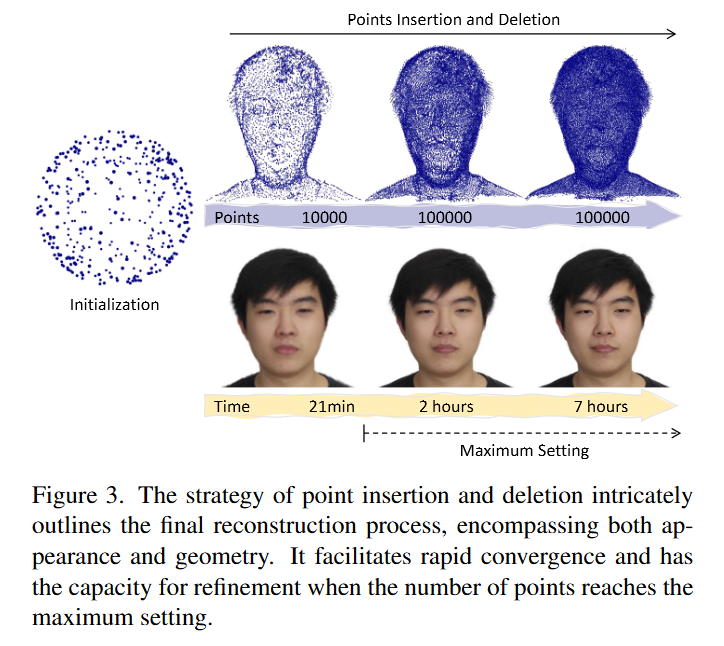 Points Insertion and Deletion
Initialization
Points 10000 100000 100000
Time 21min 2 hours 7 hours
Maximum Setting
Figure 3. The strategy of point insertion and deletion intricately
outlines the final reconstruction process, encompassing both ap-
pearance and geometry. It facilitates rapid convergence and has
the capacity for refinement when the number of points reaches the
maximum setting.